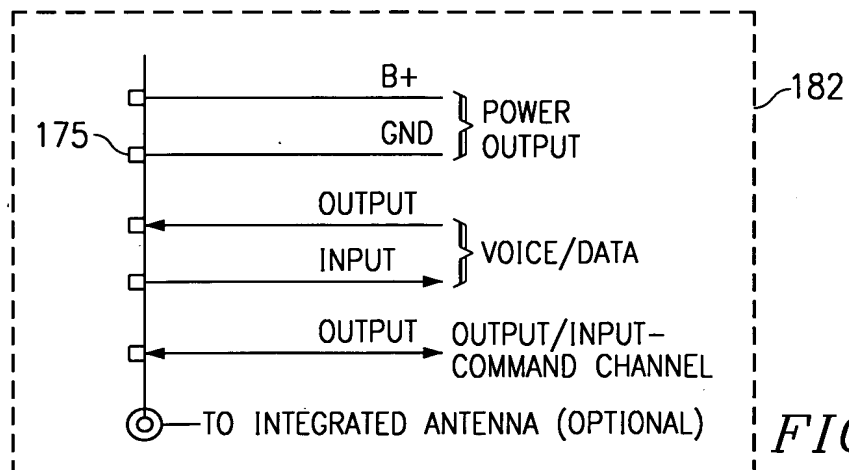 B+
182
POWER
175
GND
OUTPUT
OUTPUT
VOICE/DATA
INPUT
OUTPUT
OUTPUT/INPUT-
COMMAND CHANNEL
TO INTEGRATED ANTENNA (OPTIONAL)